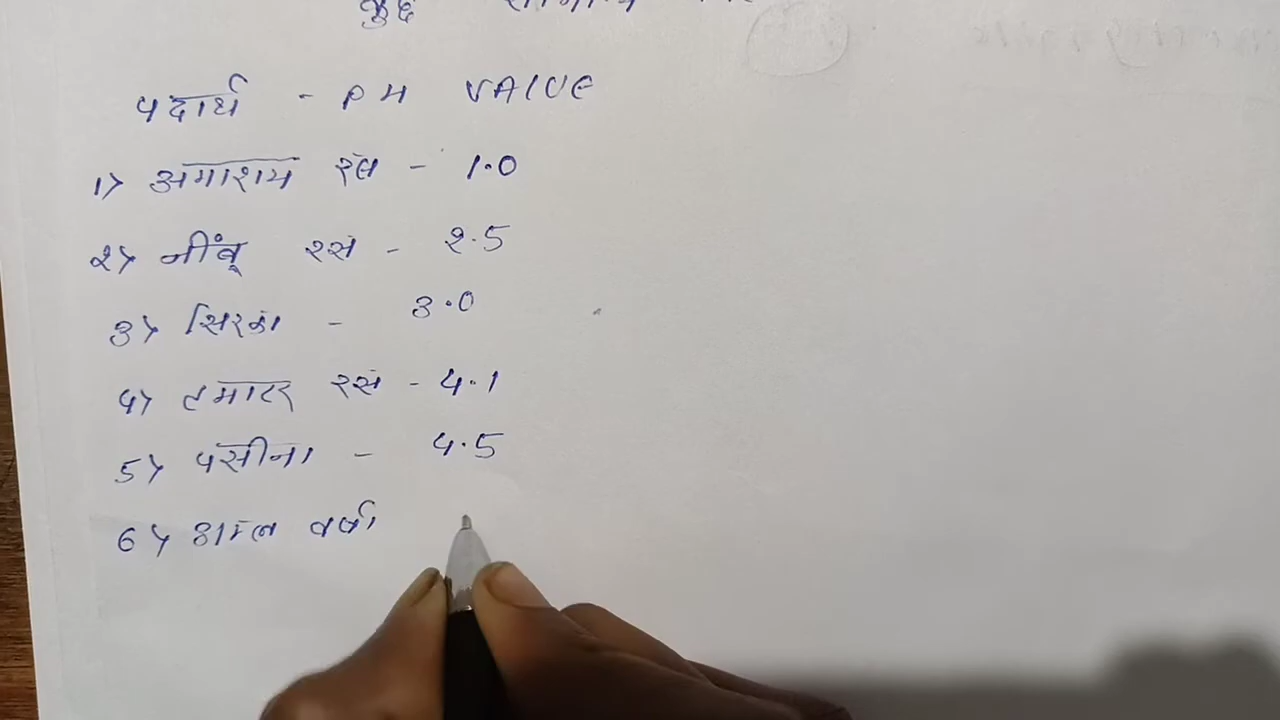 कुछ
पदार्थ - PH VALUE
1> अमाशय रस - 1.0
2> नींबू रस - 2.5
3> सिरका - 3.0
4> टमाटर रस - 4.1
5> पसीना - 4.5
6> अम्ल वर्षा